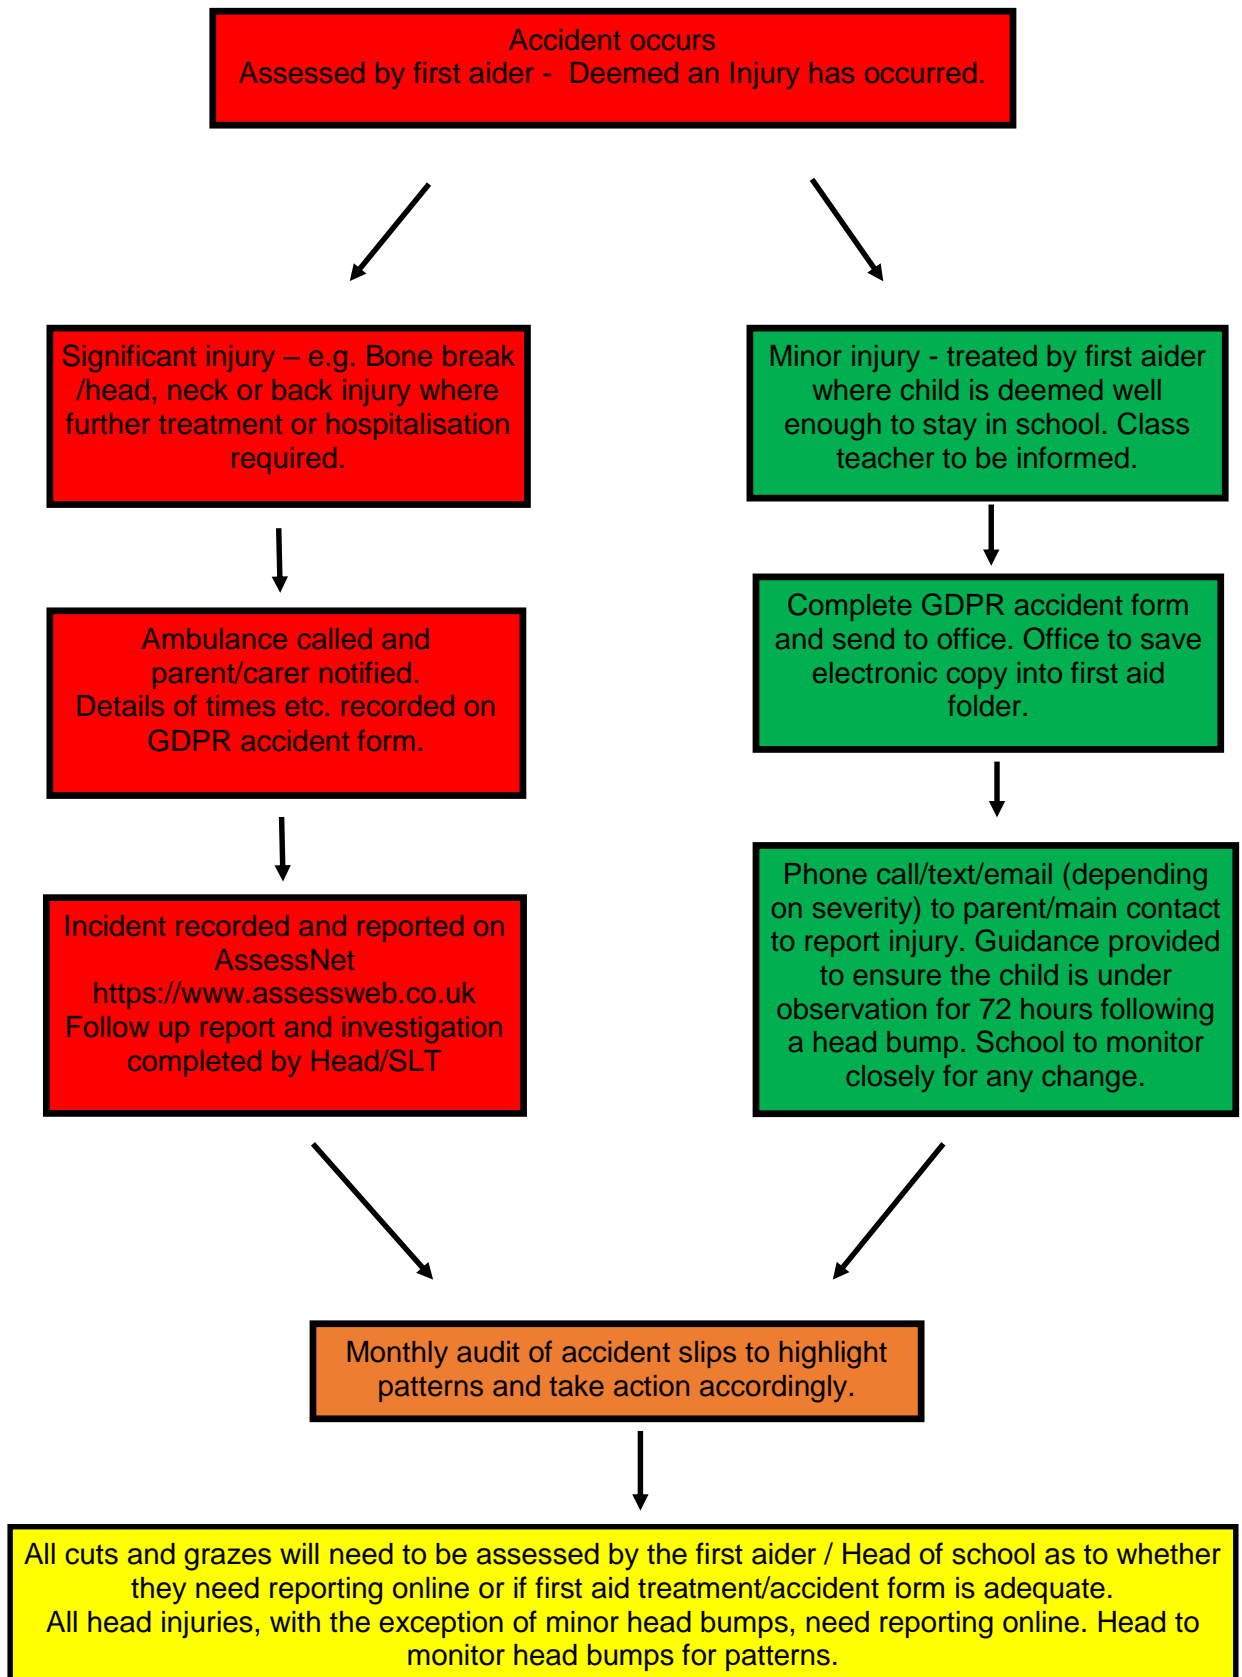 Accident occurs
Assessed by first aider -  Deemed an Injury has occurred.
Significant injury – e.g. Bone break
/head, neck or back injury where
further treatment or hospitalisation
required.
Ambulance called and
parent/carer notified.
Details of times etc. recorded on
GDPR accident form.
Incident recorded and reported on
AssessNet
https://www.assessweb.co.uk
Follow up report and investigation
completed by Head/SLT
Minor injury - treated by first aider
where child is deemed well
enough to stay in school. Class
teacher to be informed.
Complete GDPR accident form
and send to office. Office to save
electronic copy into first aid
folder.
Phone call/text/email (depending
on severity) to parent/main contact
to report injury. Guidance provided
to ensure the child is under
observation for 72 hours following
a head bump. School to monitor
closely for any change.
Monthly audit of accident slips to highlight
patterns and take action accordingly.
All cuts and grazes will need to be assessed by the first aider / Head of school as to whether
they need reporting online or if first aid treatment/accident form is adequate.
All head injuries, with the exception of minor head bumps, need reporting online. Head to
monitor head bumps for patterns.